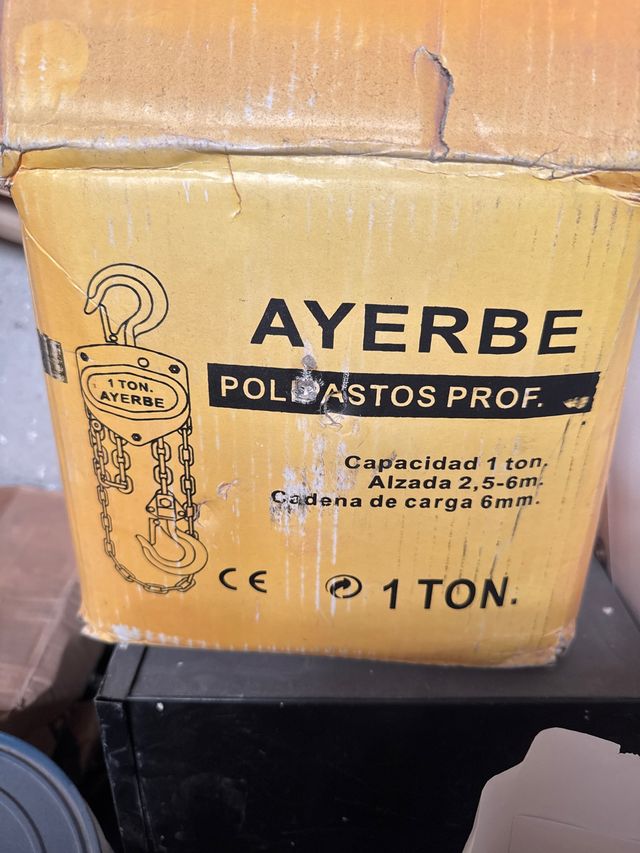 AYERBE
POLIPASTOS PROF.
Capacidad 1 ton.
Alzada 2,5-6m.
Cadena de carga 6mm.
1 TON.
AYERBE
CE
1 TON.